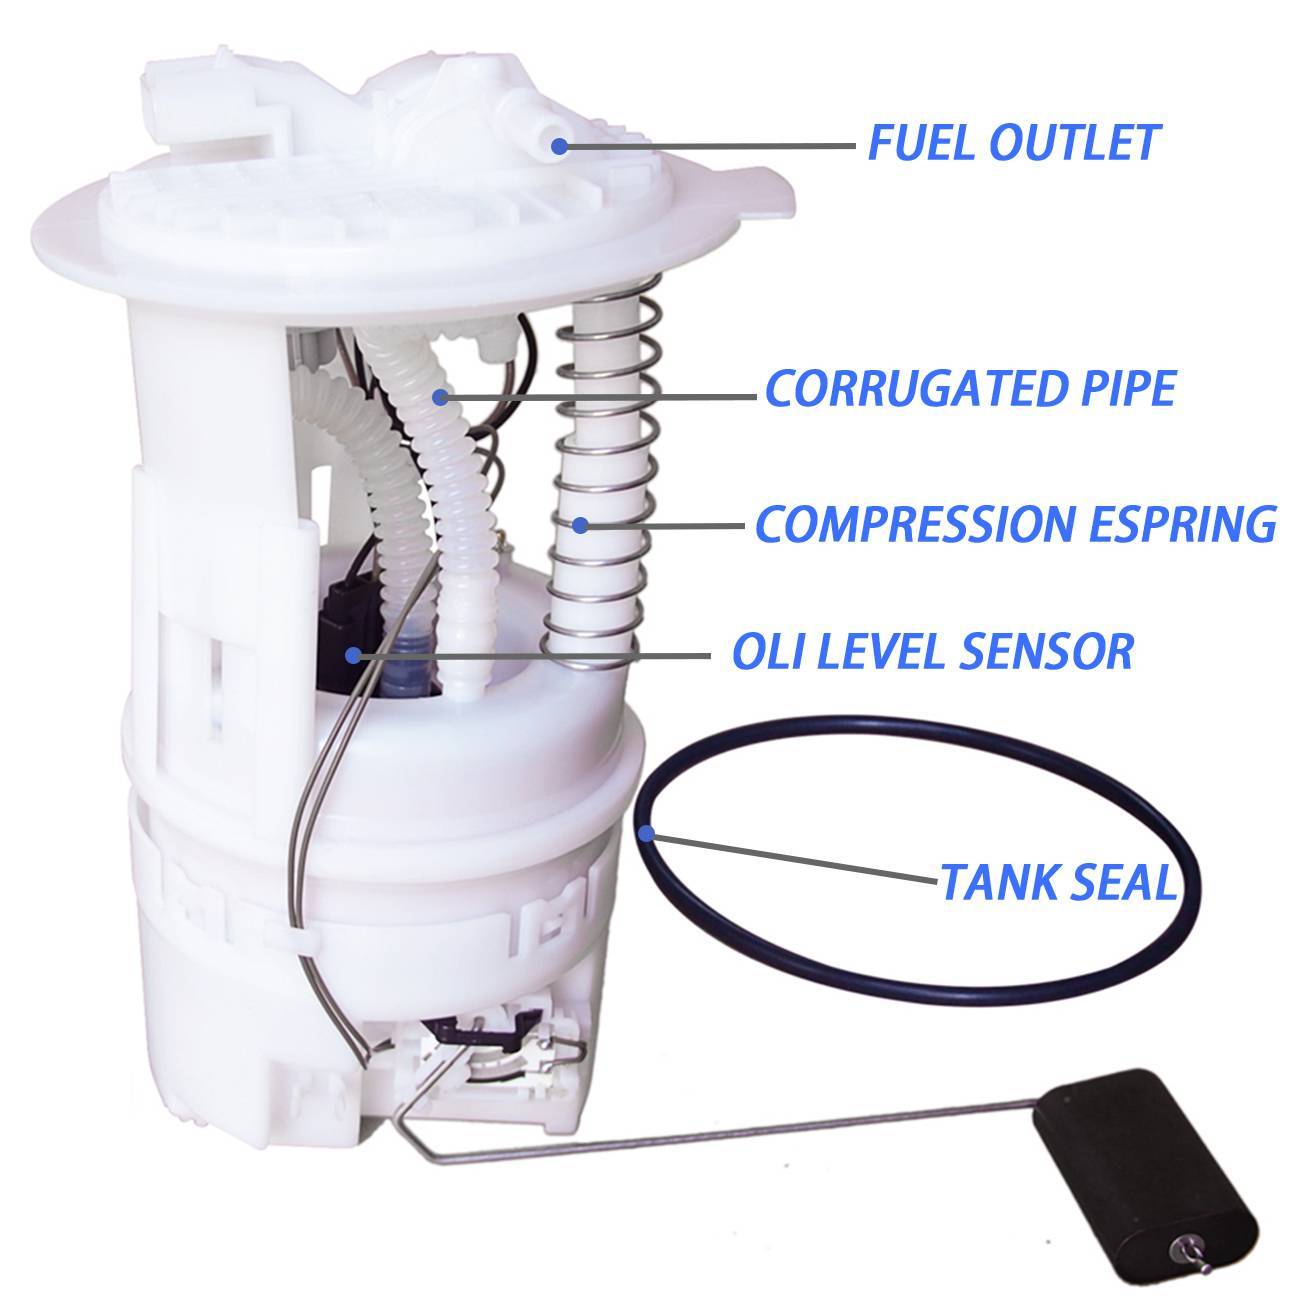 FUEL OUTLET
CORRUGATED PIPE
COMPRESSION ESPRING
OLI LEVEL SENSOR
TANK SEAL